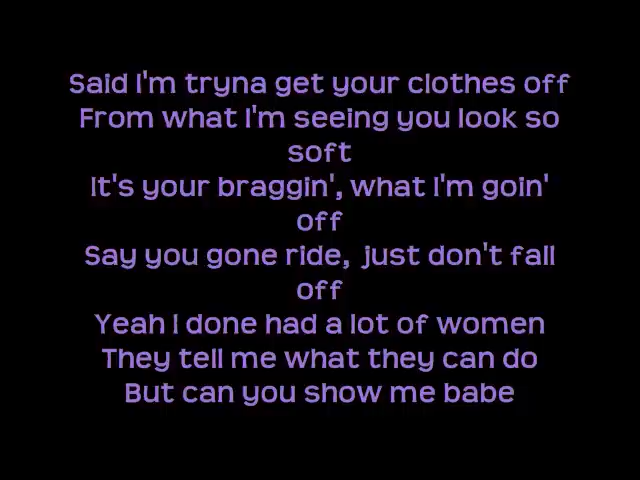 Said I'm tryna get your clothes off
From what I'm seeing you look so
soft
It's your braggin', what I'm goin'
off
Say you gone ride,  just don't fall
off
Yeah I done had a lot of women
They tell me what they can do
But can you show me babe